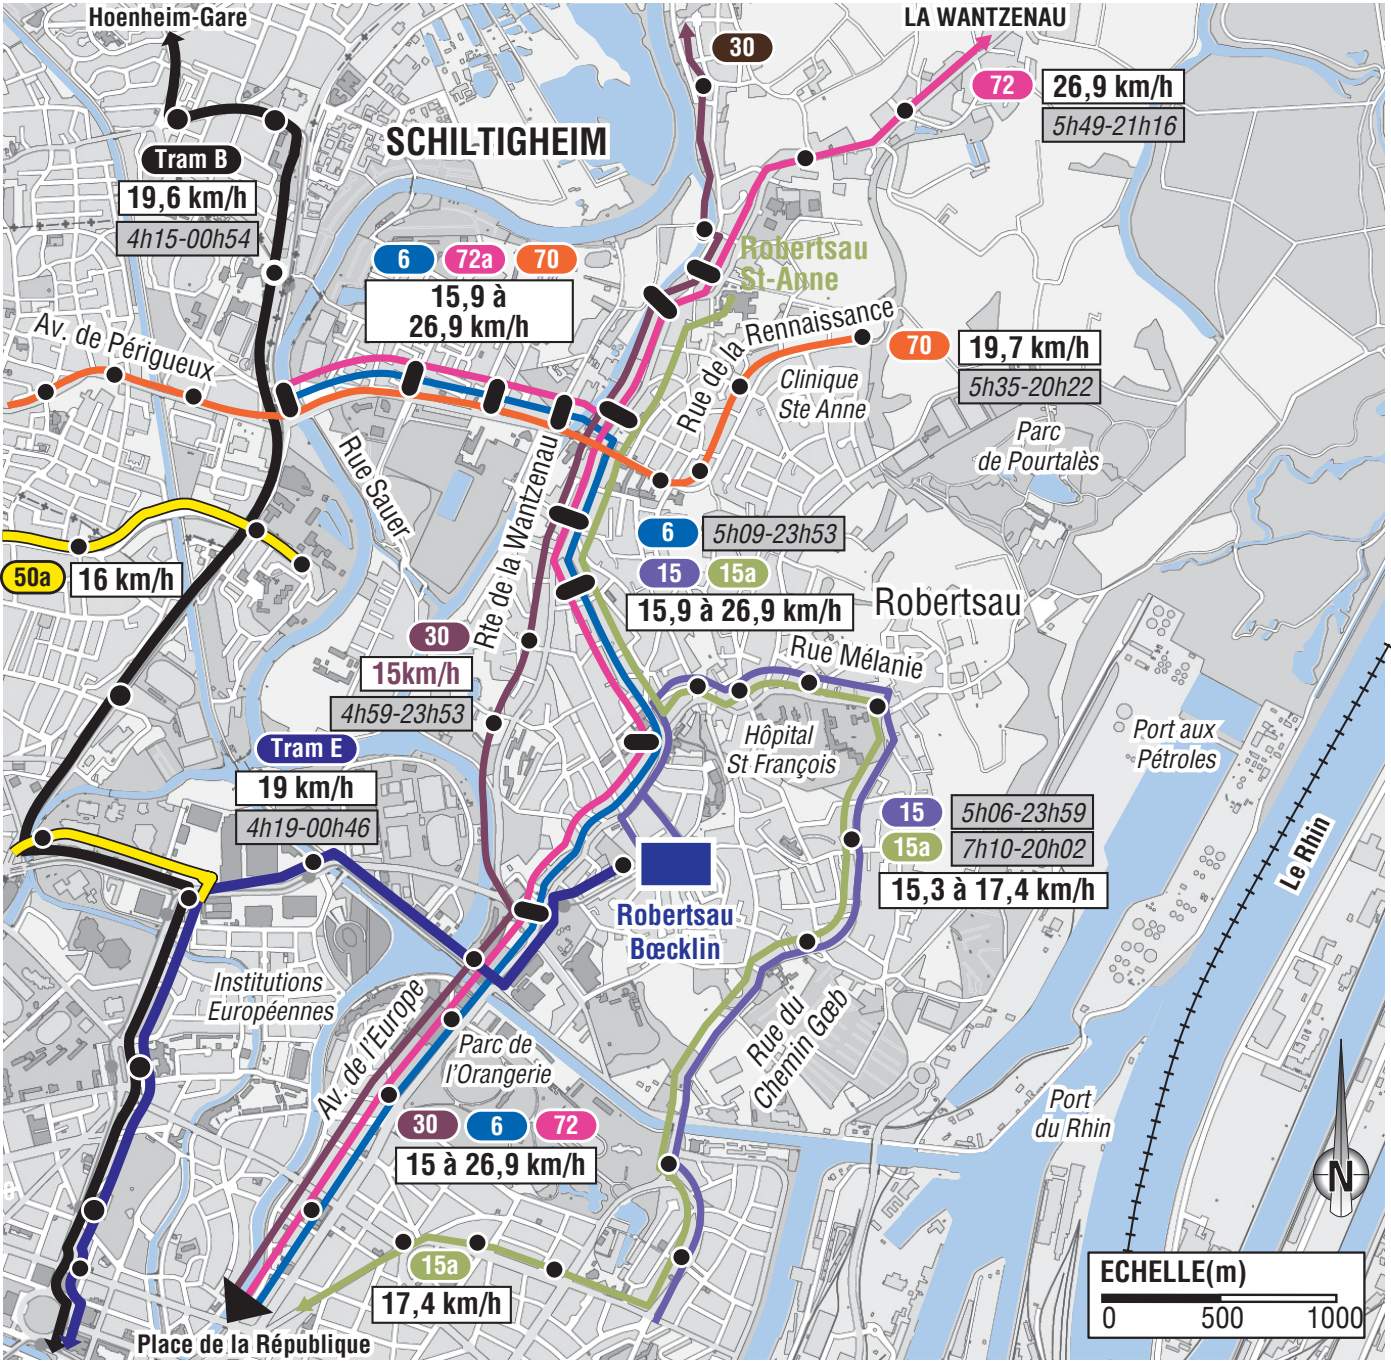 Hoenheim-Gare
LA WANTZENAU
30
72
26,9 km/h
5h49-21h16
SCHILTIGHEIM
Tram B
19,6 km/h
4h15-00h54
6
72a
70
15,9 à
26,9 km/h
Robertsau
St-Anne
Av. de Périgueux
Rue de la Rennaissance
70
19,7 km/h
5h35-20h22
Clinique
Ste Anne
Parc
de Pourtalès
Rue Sauer
Rte de la Wantzenau
50a
16 km/h
6
5h09-23h53
15
15a
15,9 à 26,9 km/h
Robertsau
30
15km/h
4h59-23h53
Rue Mélanie
Tram E
19 km/h
4h19-00h46
Hôpital
St François
Port aux
Pétroles
15
5h06-23h59
15a
7h10-20h02
15,3 à 17,4 km/h
Le Rhin
Robertsau
Bœcklin
Institutions
Européennes
Av. de l'Europe
Parc de
l'Orangerie
Rue du
Chemin Gœb
Port
du Rhin
30
6
72
15 à 26,9 km/h
N
15a
17,4 km/h
Place de la République
ECHELLE(m)
0
500
1000